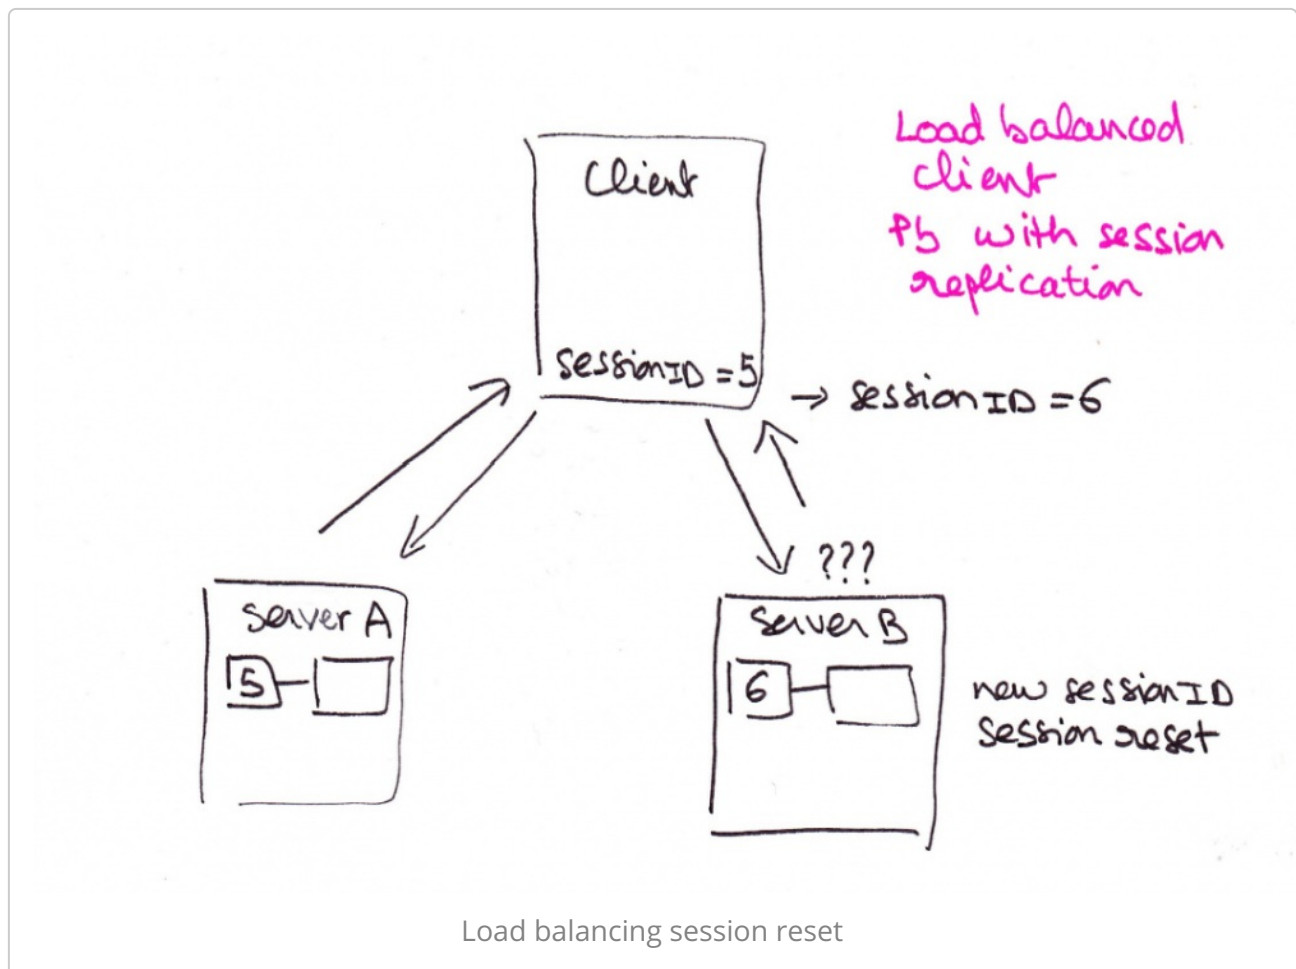 Load balanced
client
Pb with session
replication
Client
sessionID = 5
→ sessionID = 6
???
Server A
5
Server B
6
new sessionID
session reset
Load balancing session reset